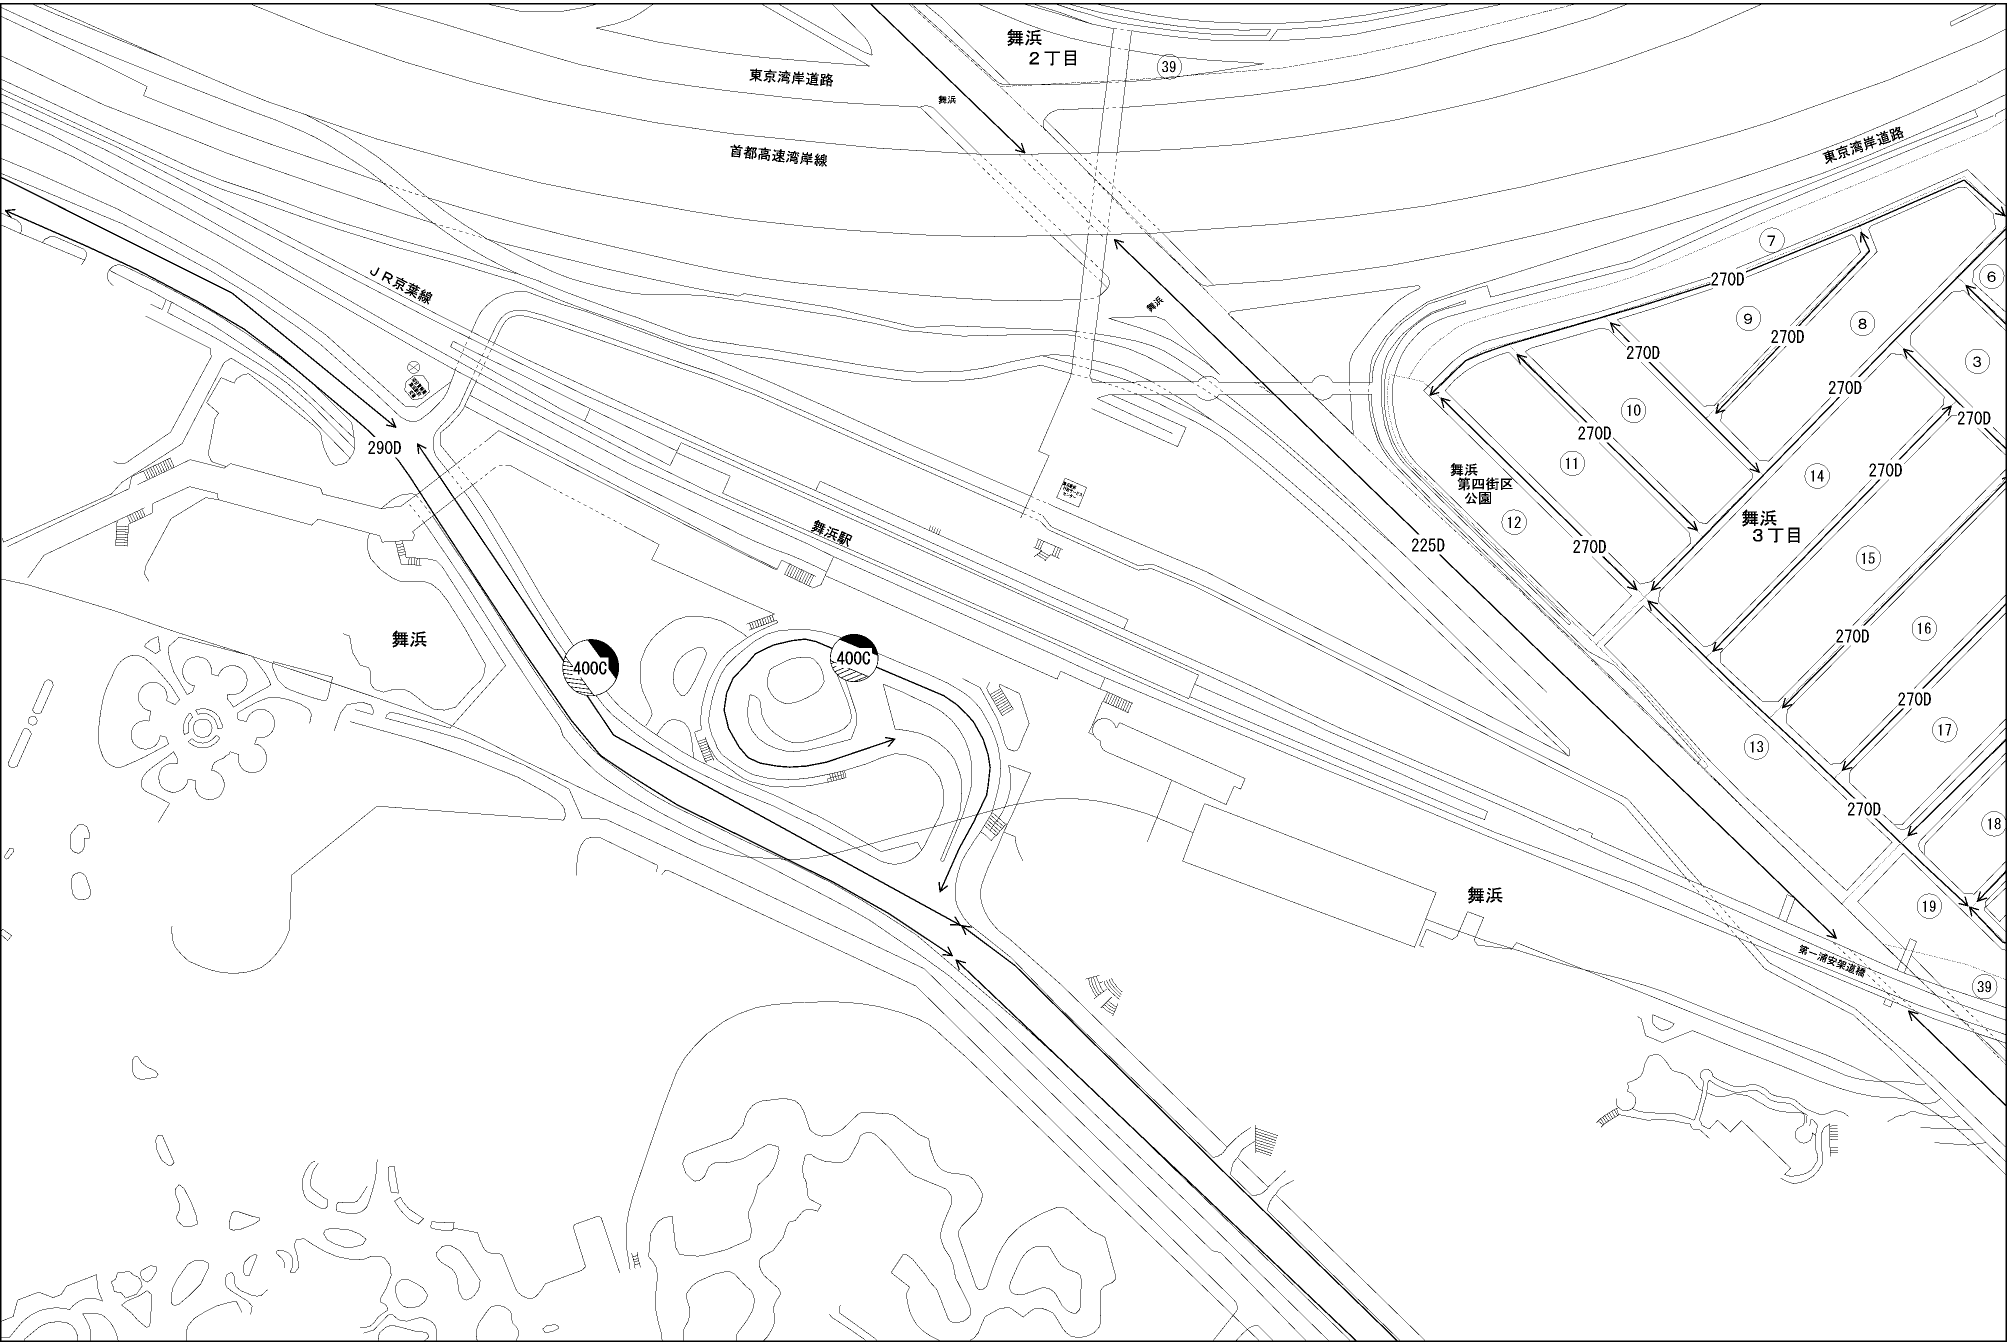 舞浜
２丁目
39
東京湾岸道路
舞浜
首都高速湾岸線
東京湾岸道路
7
6
270D
ＪＲ京葉線
舞浜
9
8
270D
270D
3
270D
10
270D
270D
290D
11
舞浜
第四街区
公園
14
270D
12
舞浜
３丁目
舞浜駅
225D
270D
15
舞浜
400C
400C
16
270D
270D
17
13
270D
18
舞浜
19
第一浦安架道橋
39